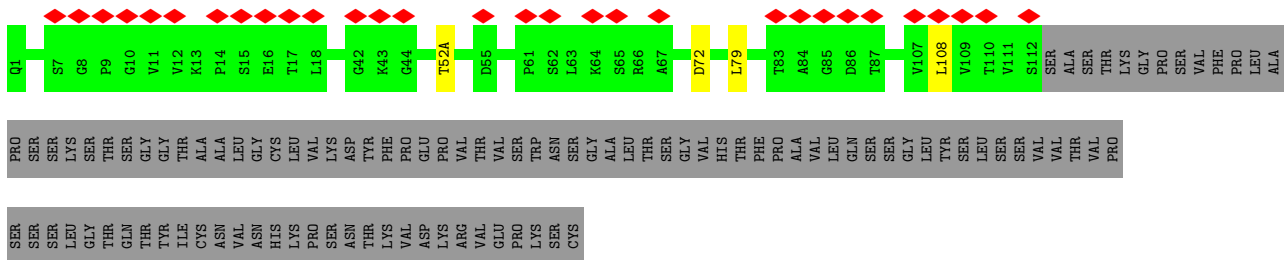 Q1 S7 G8 P9 G10 V11 V12 K13 P14 S15 E16 T17 L18 G42 K43 G44 T52A D55 P61 S62 L63 K64 S65 R66 A67 D72 L79 T83 A84 G85 D86 T87 V107 L108 V109 T110 V111 S112 SER ALA SER THR LYS GLY PRO SER VAL PHE PRO LEU ALA
PRO SER SER LYS SER THR SER GLY GLY THR ALA ALA LEU GLY CYS LEU VAL LYS ASP TYR PHE PRO GLU PRO VAL THR VAL SER TRP ASN SER GLY ALA LEU THR SER GLY VAL HIS THR PHE PRO ALA VAL LEU GLN SER SER GLY LEU TYR SER LEU SER SER VAL VAL THR VAL PRO
SER SER SER LEU GLY THR GLN THR TYR ILE CYS ASN VAL ASN HIS LYS PRO SER ASN THR LYS VAL ASP LYS ARG VAL GLU PRO LYS SER CYS